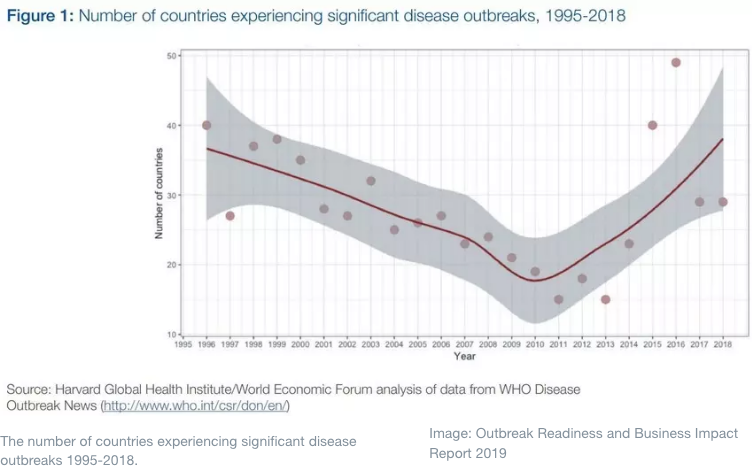 Figure 1: Number of countries experiencing significant disease outbreaks, 1995-2018
50
40
30
20
10
Number of countries
1995 1996 1997 1998 1999 2000 2001 2002 2003 2004 2005 2006 2007 2008 2009 2010 2011 2012 2013 2014 2015 2016 2017 2018
Year
Source: Harvard Global Health Institute/World Economic Forum analysis of data from WHO Disease
Outbreak News (http://www.who.int/csr/don/en/)
The number of countries experiencing significant disease
outbreaks 1995-2018.
Image: Outbreak Readiness and Business Impact
Report 2019